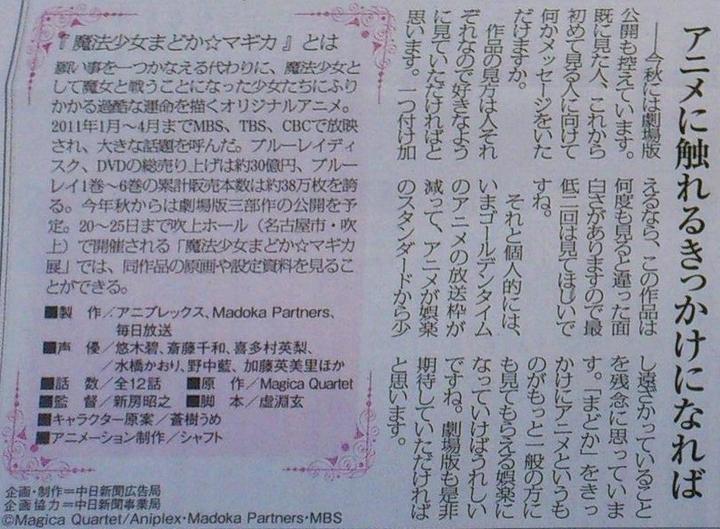 アニメに触れるきっかけになれば
――今秋には劇場版
公開も控えています。
既に見た人、これから
初めて見る人に向けて
何かメッセージをいた
だけますか。
作品の見方は人それ
ぞれなので好きなよう
に見ていただければと
思います。一つ付け加
えるなら、この作品は
何度も見ると違った面
白さがありますので最
低二回は見てほしいで
すね。
それと個人的には、
いまゴールデンタイム
のアニメの放送枠が
減って、アニメが娯楽
のスタンダードから少
し遠ざかっていること
を残念に思っていま
す。「まどか」をきっ
かけにアニメというも
のがもっと一般の方に
も見てもらえる娯楽に
なっていけばうれしい
ですね。劇場版も是非
期待していただければ
と思います。
『魔法少女まどか☆マギカ』とは
願い事を一つかなえる代わりに、魔法少女と
して魔女と戦うことになった少女たちにふり
かかる過酷な運命を描くオリジナルアニメ。
2011年1月〜4月までMBS、TBS、CBCで放映
され、大きな話題を呼んだ。ブルーレイディ
スク、DVDの総売り上げは約30億円、ブルー
レイ1巻〜6巻の累計販売本数は約38万枚を誇
る。今年秋からは劇場版三部作の公開を予
定。20〜25日まで吹上ホール（名古屋市・吹
上）で開催される「魔法少女まどか☆マギカ
展」では、同作品の原画や設定資料を見るこ
とができる。
■製　作／アニプレックス、Madoka Partners、
毎日放送
■声　優／悠木碧、斎藤千和、喜多村英梨、
／水橋かおり、野中藍、加藤英美里ほか
■話　数／全12話　■原　作／Magica Quartet
■監　督／新房昭之　■脚　本／虚淵玄
■キャラクター原案／蒼樹うめ
■アニメーション制作／シャフト
企画・制作＝中日新聞広告局
企画協力＝中日新聞事業局
©Magica Quartet/Aniplex・Madoka Partners・MBS